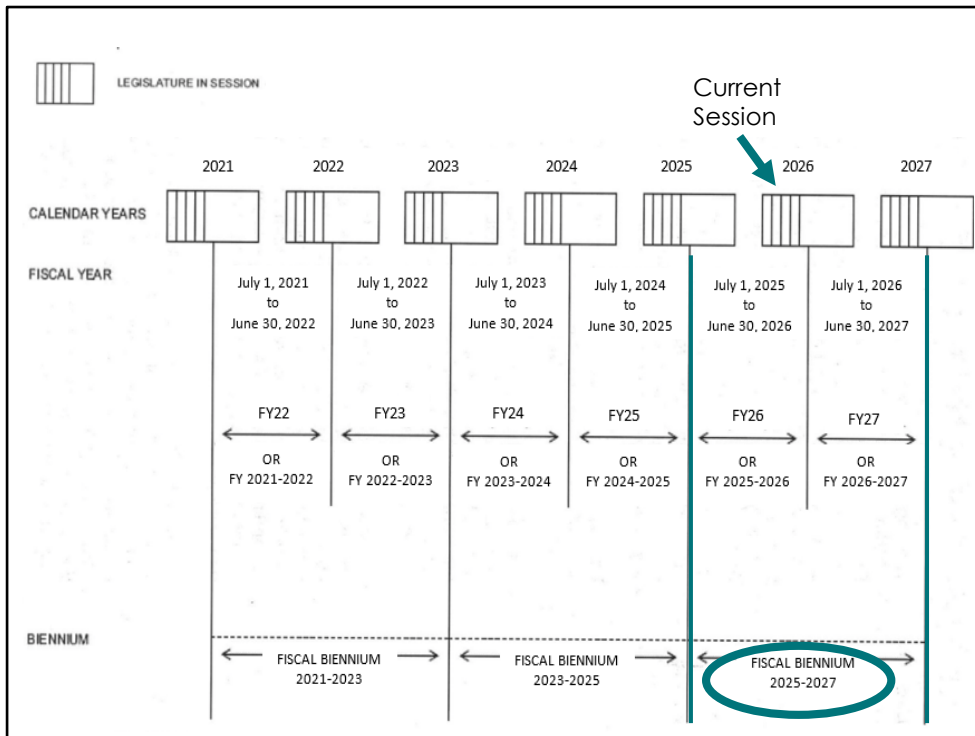 LEGISLATURE IN SESSION
Current
Session
2021 2022 2023 2024 2025 2026 2027
CALENDAR YEARS
FISCAL YEAR
July 1, 2021
to
June 30, 2022
July 1, 2022
to
June 30, 2023
July 1, 2023
to
June 30, 2024
July 1, 2024
to
June 30, 2025
July 1, 2025
to
June 30, 2026
July 1, 2026
to
June 30, 2027
FY22
OR
FY 2021-2022
FY23
OR
FY 2022-2023
FY24
OR
FY 2023-2024
FY25
OR
FY 2024-2025
FY26
OR
FY 2025-2026
FY27
OR
FY 2026-2027
BIENNIUM
FISCAL BIENNIUM
2021-2023
FISCAL BIENNIUM
2023-2025
FISCAL BIENNIUM
2025-2027